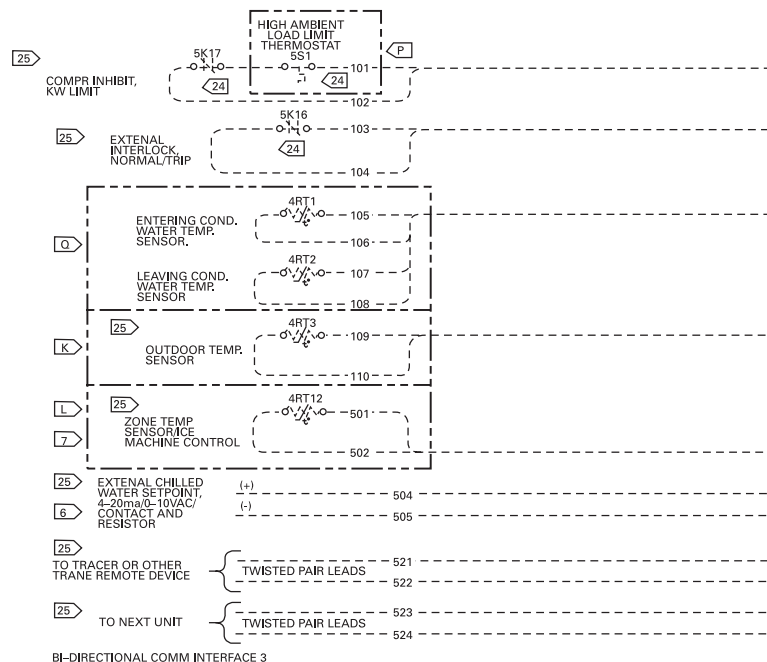 HIGH AMBIENT
LOAD LIMIT
THERMOSTAT
P
5K17
5S1
25
101
24
24
COMPR INHIBIT,
KW LIMIT
102
5K16
103
25
EXTENAL
INTERLOCK,
NORMAL/TRIP
24
104
4RT1
105
ENTERING COND.
WATER TEMP.
SENSOR.
106
Q
4RT2
107
LEAVING COND.
WATER TEMP.
SENSOR
108
25
4RT3
109
K
OUTDOOR TEMP.
SENSOR
110
L
25
4RT12
501
ZONE TEMP
SENSOR/ICE
MACHINE CONTROL
7
502
25
EXTENAL CHILLED
WATER SETPOINT,
4–20ma/0–10VAC/
CONTACT AND
RESISTOR
(+)
504
6
(-)
505
25
TO TRACER OR OTHER
TRANE REMOTE DEVICE
TWISTED PAIR LEADS
521
522
25
TO NEXT UNIT
TWISTED PAIR LEADS
523
524
BI–DIRECTIONAL COMM INTERFACE 3